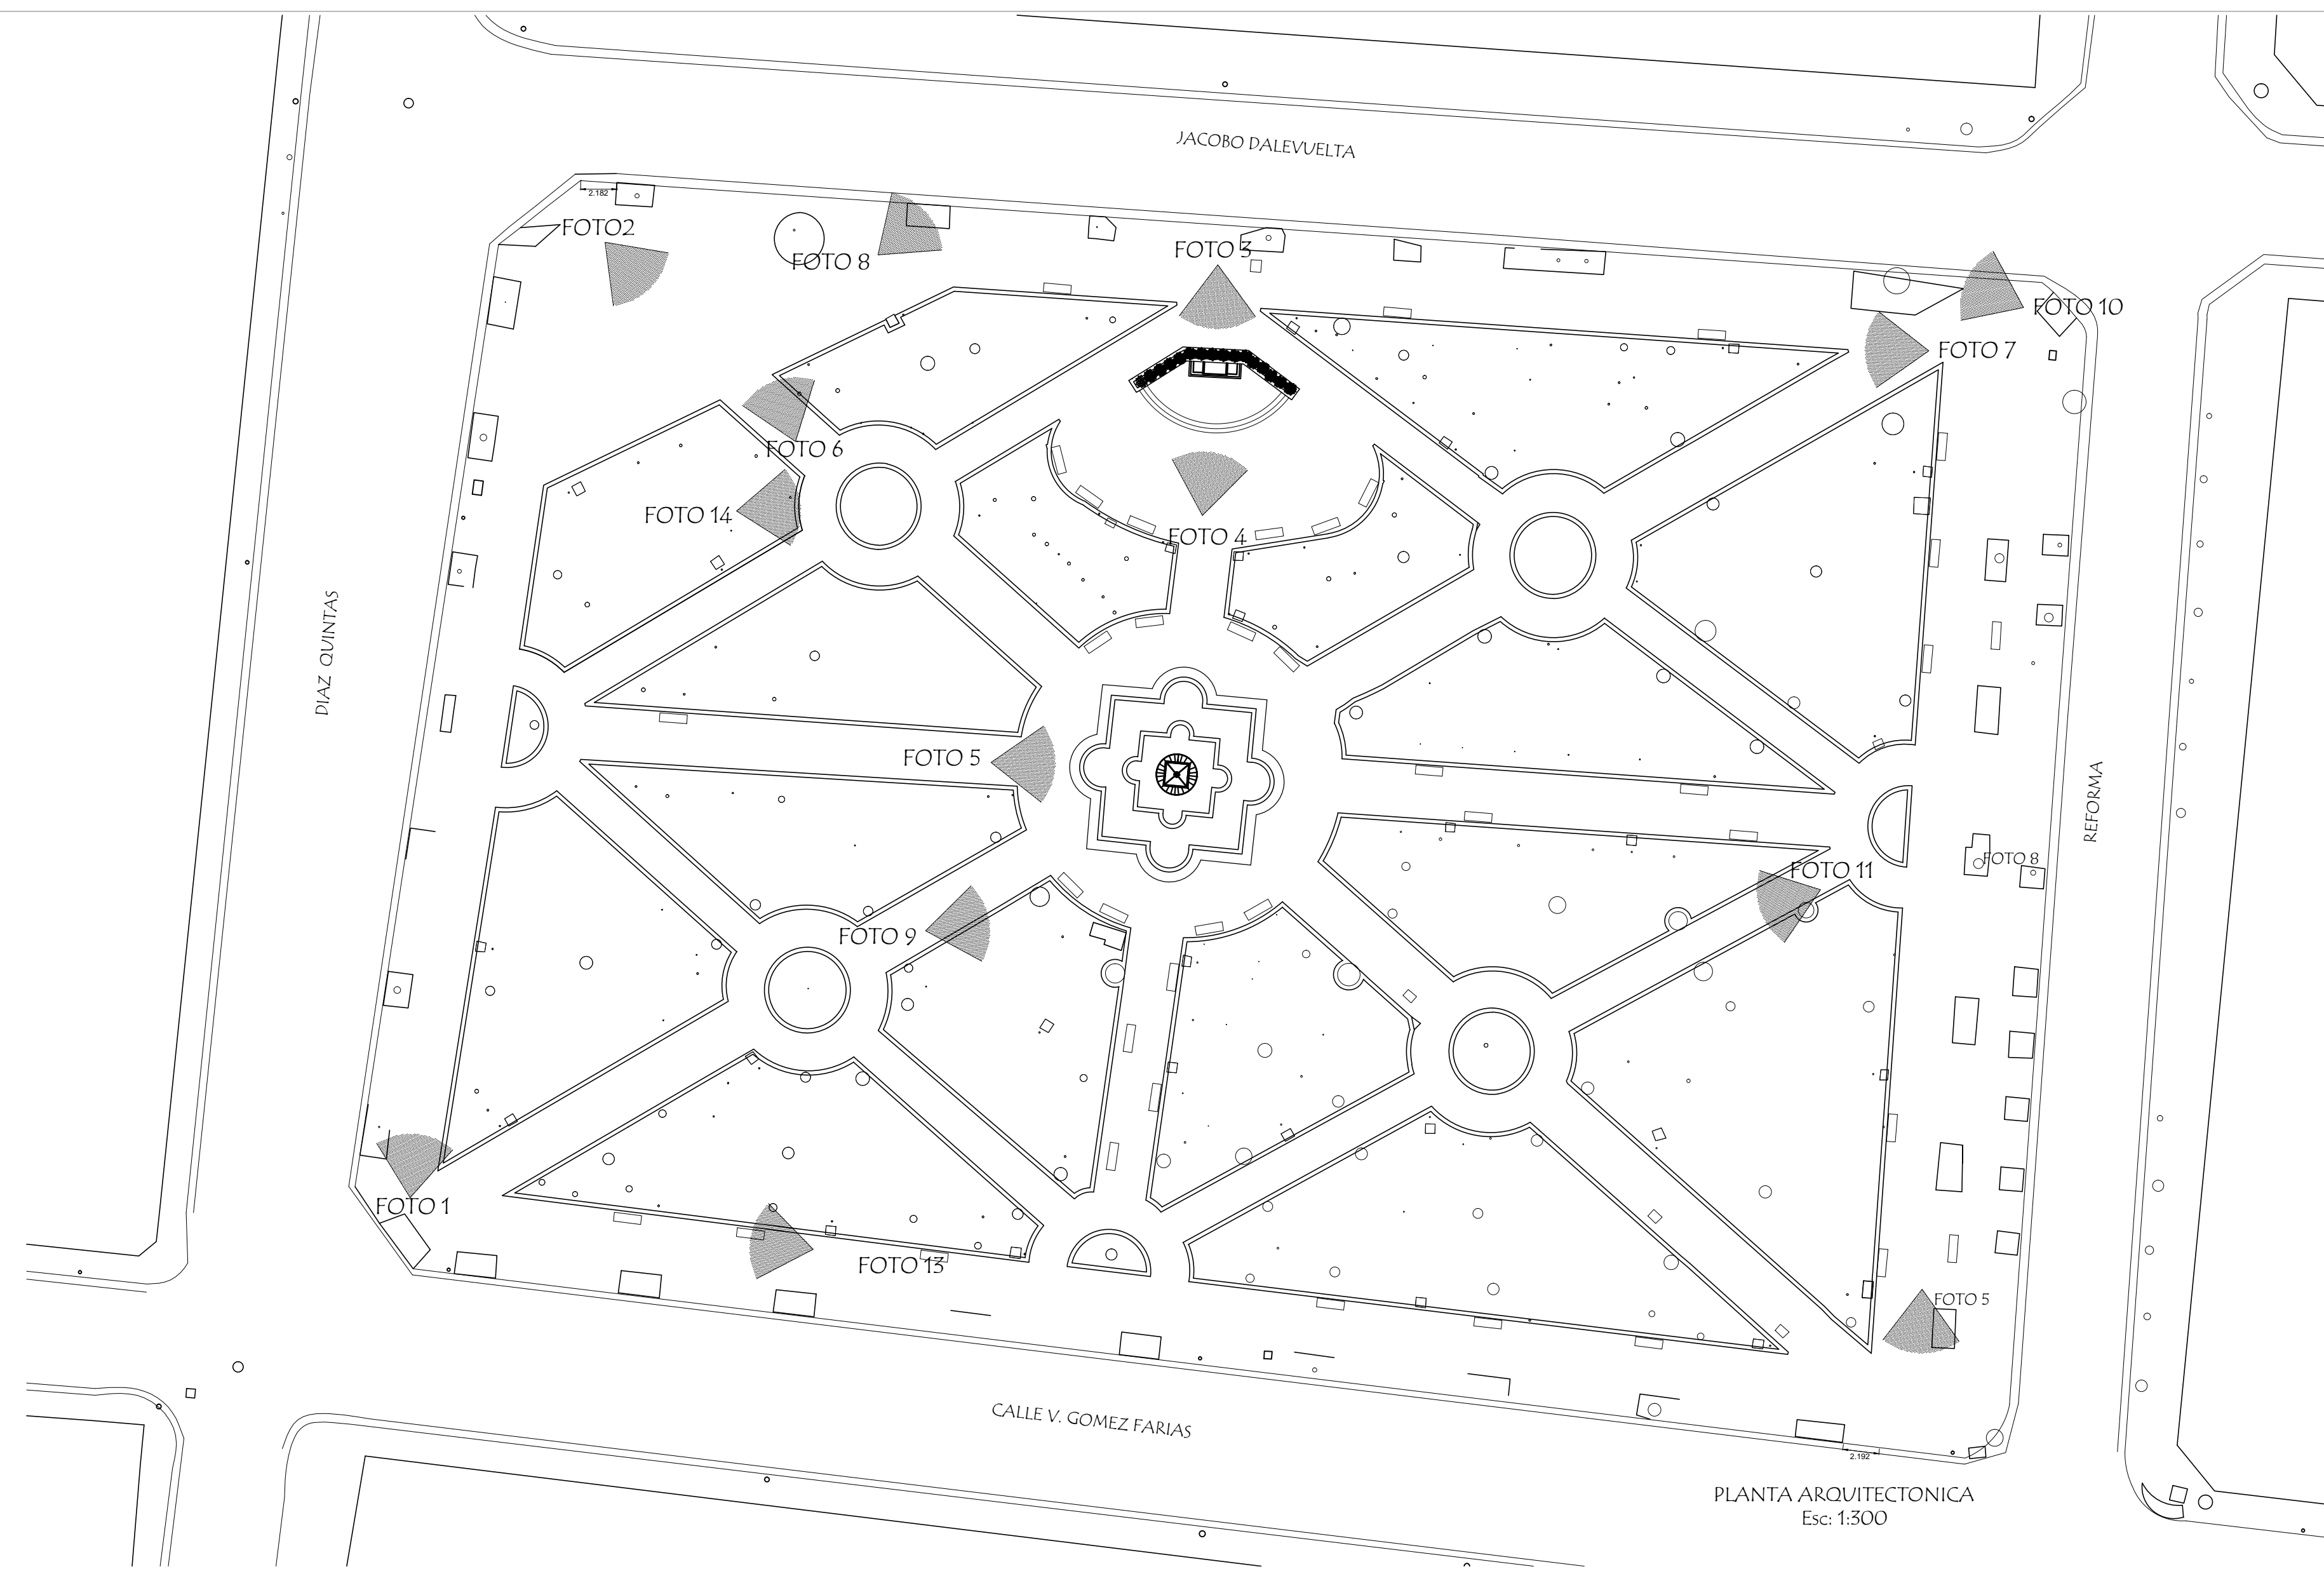 JACOBO DALEVUELTA
2.182
FOTO2
FOTO 8
FOTO 3
FOTO 10
FOTO 7
FOTO 6
FOTO 14
FOTO 4
DIAZ QUINTAS
FOTO 5
REFORMA
FOTO 8
FOTO 11
FOTO 9
FOTO 1
FOTO 13
FOTO 5
CALLE V. GOMEZ FARIAS
2.192
PLANTA ARQUITECTONICA
Esc: 1:300